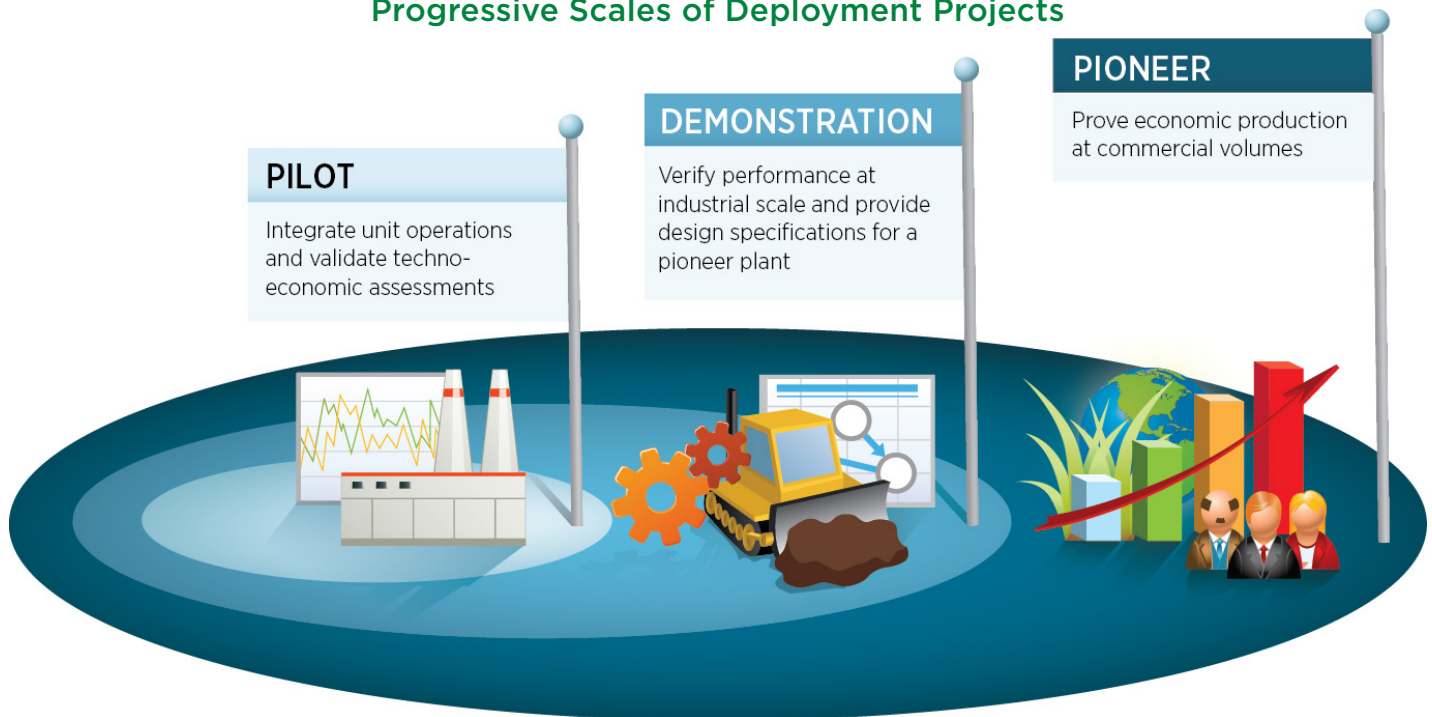 Progressive Scales of Deployment Projects
PILOT
Integrate unit operations
and validate techno-
economic assessments
DEMONSTRATION
Verify performance at
industrial scale and provide
design specifications for a
pioneer plant
PIONEER
Prove economic production
at commercial volumes